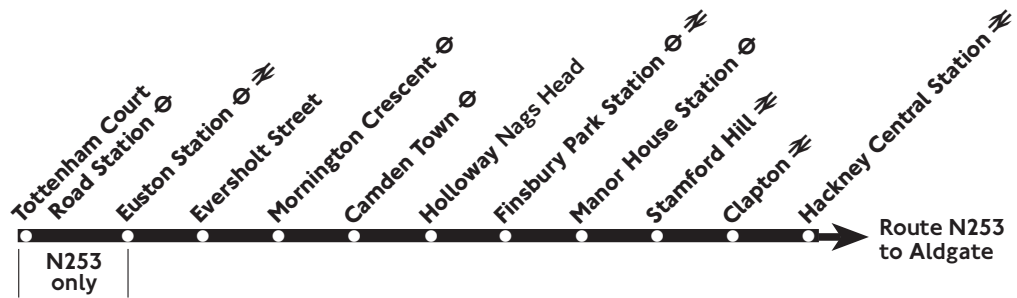 Tottenham Court
Road Station
Euston Station
Eversholt Street
Mornington Crescent
Camden Town
Holloway Nags Head
Finsbury Park Station
Manor House Station
Stamford Hill
Clapton
Hackney Central Station
Route N253
to Aldgate
N253
only